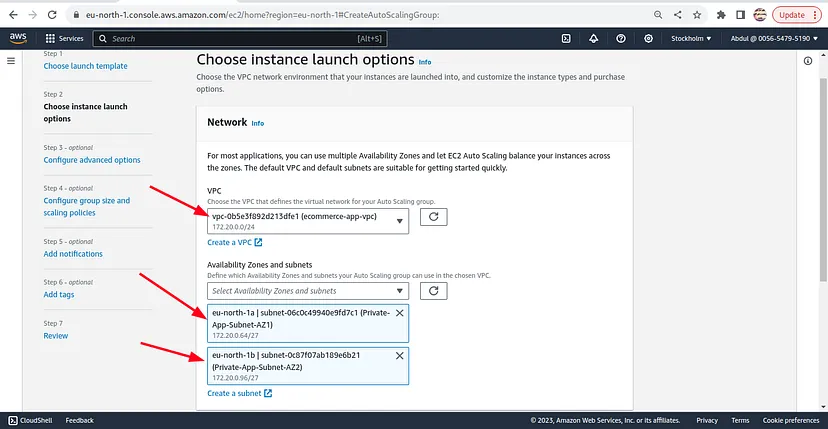 eu-north-1.console.aws.amazon.com/ec2/home?region=eu-north-1#CreateAutoScalingGroup:
Update
aws
Services
Search
[Alt+S]
Stockholm
Abdul @ 0056-5479-5190
Step 1
Choose launch template
Step 2
Choose instance launch
options
Step 3 - optional
Configure advanced options
Step 4 - optional
Configure group size and
scaling policies
Step 5 - optional
Add notifications
Step 6 - optional
Add tags
Step 7
Review
Choose instance launch options Info
Choose the VPC network environment that your instances are launched into, and customize the instance types and purchase
options.
Network Info
For most applications, you can use multiple Availability Zones and let EC2 Auto Scaling balance your instances across
the zones. The default VPC and default subnets are suitable for getting started quickly.
VPC
Choose the VPC that defines the virtual network for your Auto Scaling group.
vpc-0b5e3f892d213dfe1 (ecommerce-app-vpc)
172.20.0.0/24
Create a VPC
Availability Zones and subnets
Define which Availability Zones and subnets your Auto Scaling group can use in the chosen VPC.
Select Availability Zones and subnets
eu-north-1a | subnet-06c0c49940e9fd7c1 (Private-
App-Subnet-AZ1)
172.20.0.64/27
eu-north-1b | subnet-0c87f07ab189e6b21
(Private-App-Subnet-AZ2)
172.20.0.96/27
Create a subnet
CloudShell
Feedback
© 2023, Amazon Web Services, Inc. or its affiliates.
Privacy
Terms
Cookie preferences